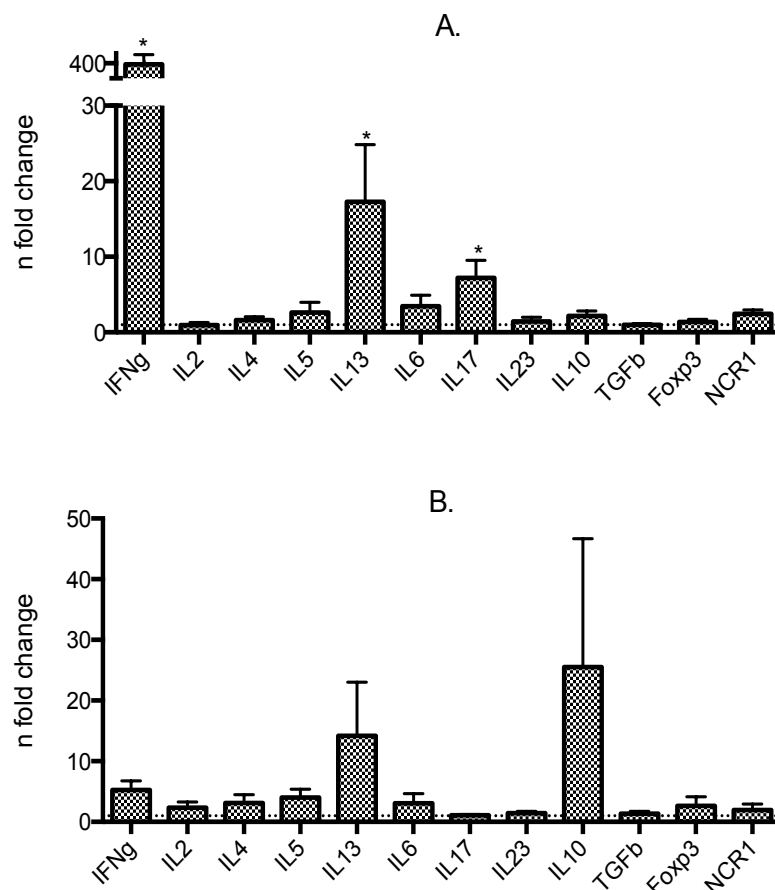 A.
*
400
30
*
20
*
10
0
n fold change
IFNg IL2 IL4 IL5 IL13 IL6 IL17 IL23 IL10 TGFb Foxp3 NCR1
B.
50
40
30
20
10
0
n fold change
IFNg IL2 IL4 IL5 IL13 IL6 IL17 IL23 IL10 TGFb Foxp3 NCR1